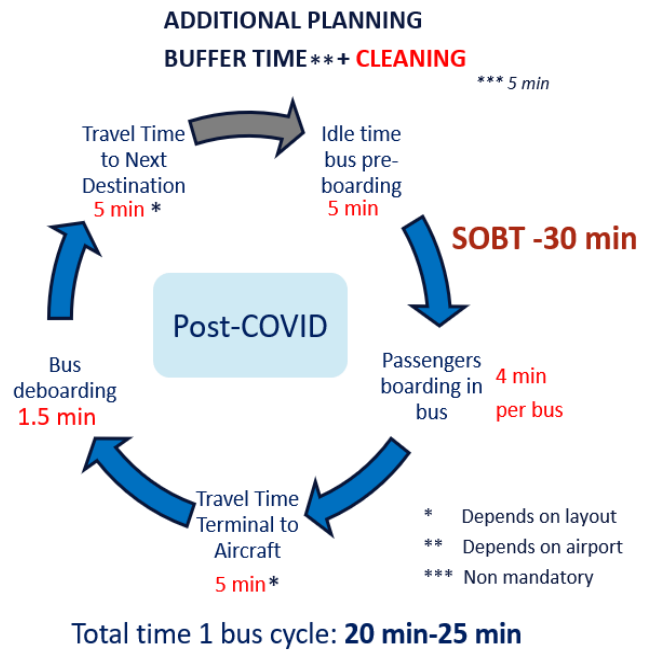 ADDITIONAL PLANNING
BUFFER TIME**+ CLEANING
*** 5 min
Travel Time
to Next
Destination
5 min *
Idle time
bus pre-
boarding
5 min
SOBT -30 min
Post-COVID
Passengers
boarding in
bus
4 min
per bus
Bus
deboarding
1.5 min
Travel Time
Terminal to
Aircraft
5 min*
* Depends on layout
** Depends on airport
*** Non mandatory
Total time 1 bus cycle: 20 min-25 min